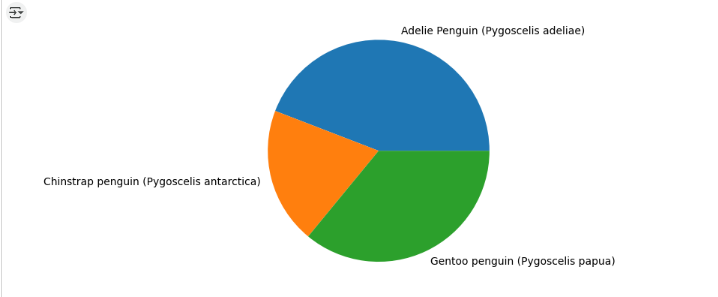 Adelie Penguin (Pygoscelis adeliae)
Chinstrap penguin (Pygoscelis antarctica)
Gentoo penguin (Pygoscelis papua)